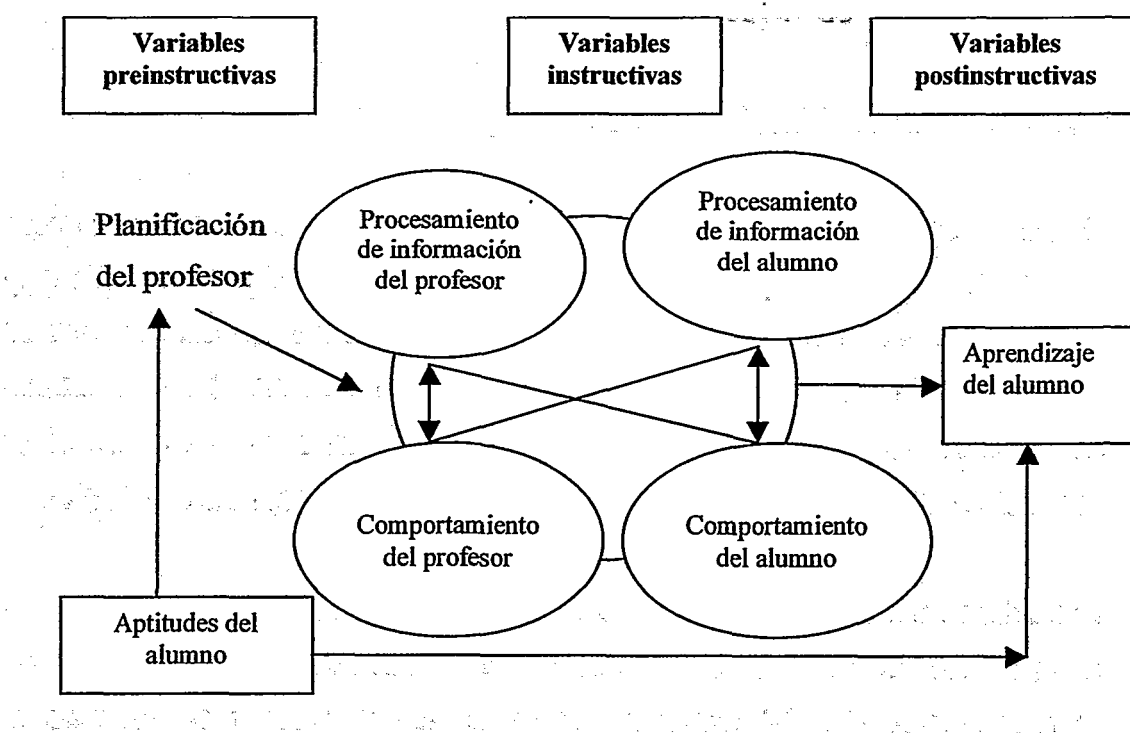 Variables
preinstructivas
Variables
instructivas
Variables
postinstructivas
Planificación
del profesor
Procesamiento
de información
del profesor
Procesamiento
de información
del alumno
Aprendizaje
del alumno
Comportamiento
del profesor
Comportamiento
del alumno
Aptitudes del
alumno